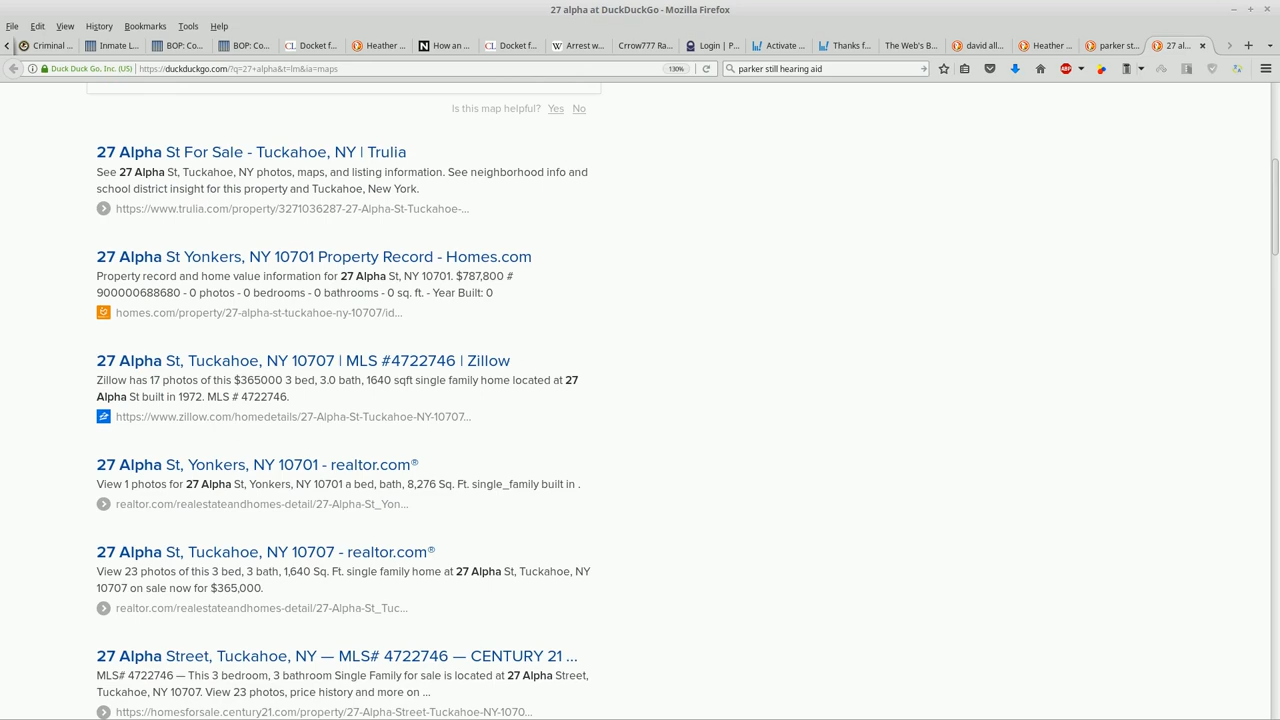 27 alpha at DuckDuckGo - Mozilla Firefox
File Edit View History Bookmarks Tools Help
Criminal ... Inmate L... BOP: Co... BOP: Co... Docket f... Heather ... How an ... Docket f... Arrest w... Crrow777 Ra... Login | P... Activate ... Thanks f... The Web's B... david all... Heather ... parker st... 27 al...
Duck Duck Go, Inc. (US) https://duckduckgo.com/?q=27+alpha&t=lm&ia=maps 130% parker still hearing aid
Is this map helpful? Yes No
27 Alpha St For Sale - Tuckahoe, NY | Trulia
See 27 Alpha St, Tuckahoe, NY photos, maps, and listing information. See neighborhood info and
school district insight for this property and Tuckahoe, New York.
https://www.trulia.com/property/3271036287-27-Alpha-St-Tuckahoe-...
27 Alpha St Yonkers, NY 10701 Property Record - Homes.com
Property record and home value information for 27 Alpha St, NY 10701. $787,800 #
900000688680 - 0 photos - 0 bedrooms - 0 bathrooms - 0 sq. ft. - Year Built: 0
homes.com/property/27-alpha-st-tuckahoe-ny-10707/id...
27 Alpha St, Tuckahoe, NY 10707 | MLS #4722746 | Zillow
Zillow has 17 photos of this $365000 3 bed, 3.0 bath, 1640 sqft single family home located at 27
Alpha St built in 1972. MLS # 4722746.
https://www.zillow.com/homedetails/27-Alpha-St-Tuckahoe-NY-10707...
27 Alpha St, Yonkers, NY 10701 - realtor.com®
View 1 photos for 27 Alpha St, Yonkers, NY 10701 a bed, bath, 8,276 Sq. Ft. single_family built in .
realtor.com/realestateandhomes-detail/27-Alpha-St_Yon...
27 Alpha St, Tuckahoe, NY 10707 - realtor.com®
View 23 photos of this 3 bed, 3 bath, 1,640 Sq. Ft. single family home at 27 Alpha St, Tuckahoe, NY
10707 on sale now for $365,000.
realtor.com/realestateandhomes-detail/27-Alpha-St_Tuc...
27 Alpha Street, Tuckahoe, NY — MLS# 4722746 — CENTURY 21 ...
MLS# 4722746 — This 3 bedroom, 3 bathroom Single Family for sale is located at 27 Alpha Street,
Tuckahoe, NY 10707. View 23 photos, price history and more on ...
https://homesforsale.century21.com/property/27-Alpha-Street-Tuckahoe-NY-1070...